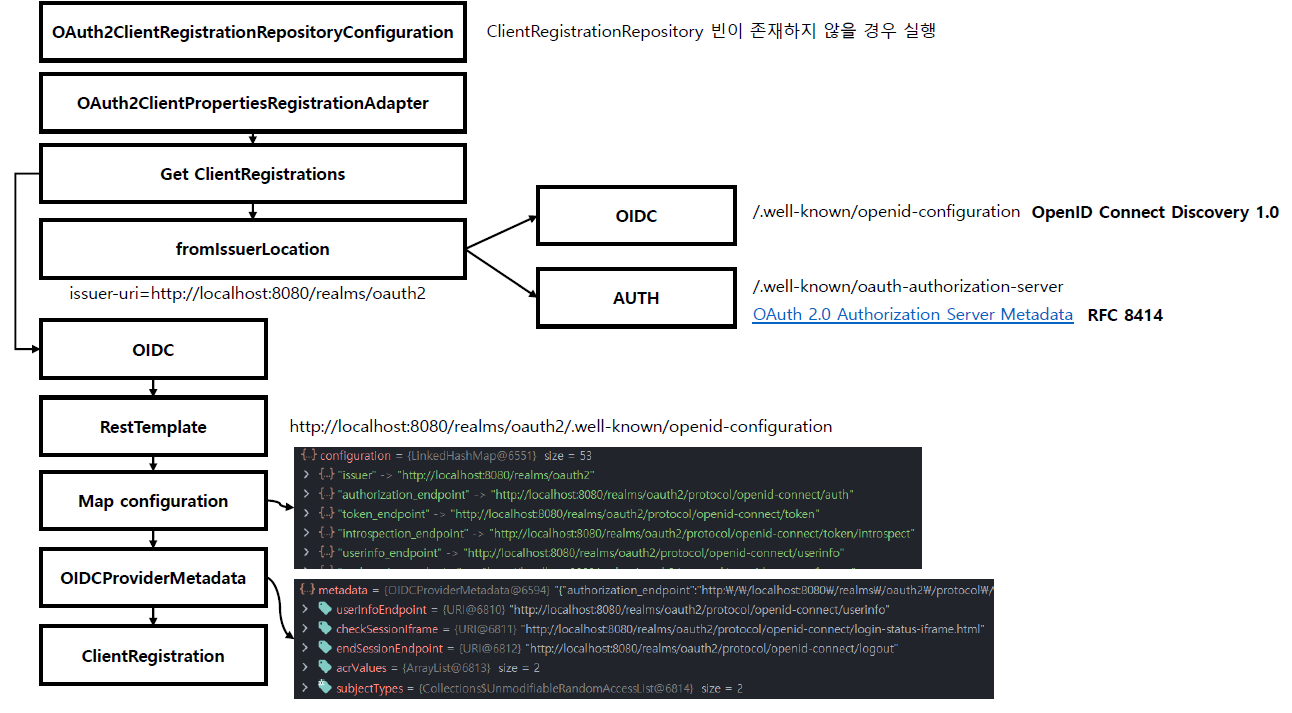 OAuth2ClientRegistrationRepositoryConfiguration
ClientRegistrationRepository 빈이 존재하지 않을 경우 실행
OAuth2ClientPropertiesRegistrationAdapter
Get ClientRegistrations
fromIssuerLocation
issuer-uri=http://localhost:8080/realms/oauth2
OIDC
/.well-known/openid-configuration OpenID Connect Discovery 1.0
AUTH
/.well-known/oauth-authorization-server
OAuth 2.0 Authorization Server Metadata RFC 8414
OIDC
RestTemplate
http://localhost:8080/realms/oauth2/.well-known/openid-configuration
Map configuration
{..} configuration = {LinkedHashMap@6551} size = 53
> {..} "issuer" -> "http://localhost:8080/realms/oauth2"
> {..} "authorization_endpoint" -> "http://localhost:8080/realms/oauth2/protocol/openid-connect/auth"
> {..} "token_endpoint" -> "http://localhost:8080/realms/oauth2/protocol/openid-connect/token"
> {..} "introspection_endpoint" -> "http://localhost:8080/realms/oauth2/protocol/openid-connect/token/introspect"
> {..} "userinfo_endpoint" -> "http://localhost:8080/realms/oauth2/protocol/openid-connect/userinfo"
OIDCProviderMetadata
{..} metadata = {OIDCProviderMetadata@6594} "{"authorization_endpoint":"http:₩/₩/localhost:8080₩/realms₩/oauth2₩/protocol₩/
> userInfoEndpoint = {URI@6810} "http://localhost:8080/realms/oauth2/protocol/openid-connect/userinfo"
> checkSessionIframe = {URI@6811} "http://localhost:8080/realms/oauth2/protocol/openid-connect/login-status-iframe.html"
> endSessionEndpoint = {URI@6812} "http://localhost:8080/realms/oauth2/protocol/openid-connect/logout"
> acrValues = {ArrayList@6813} size = 2
> subjectTypes = {Collections$UnmodifiableRandomAccessList@6814} size = 2
ClientRegistration